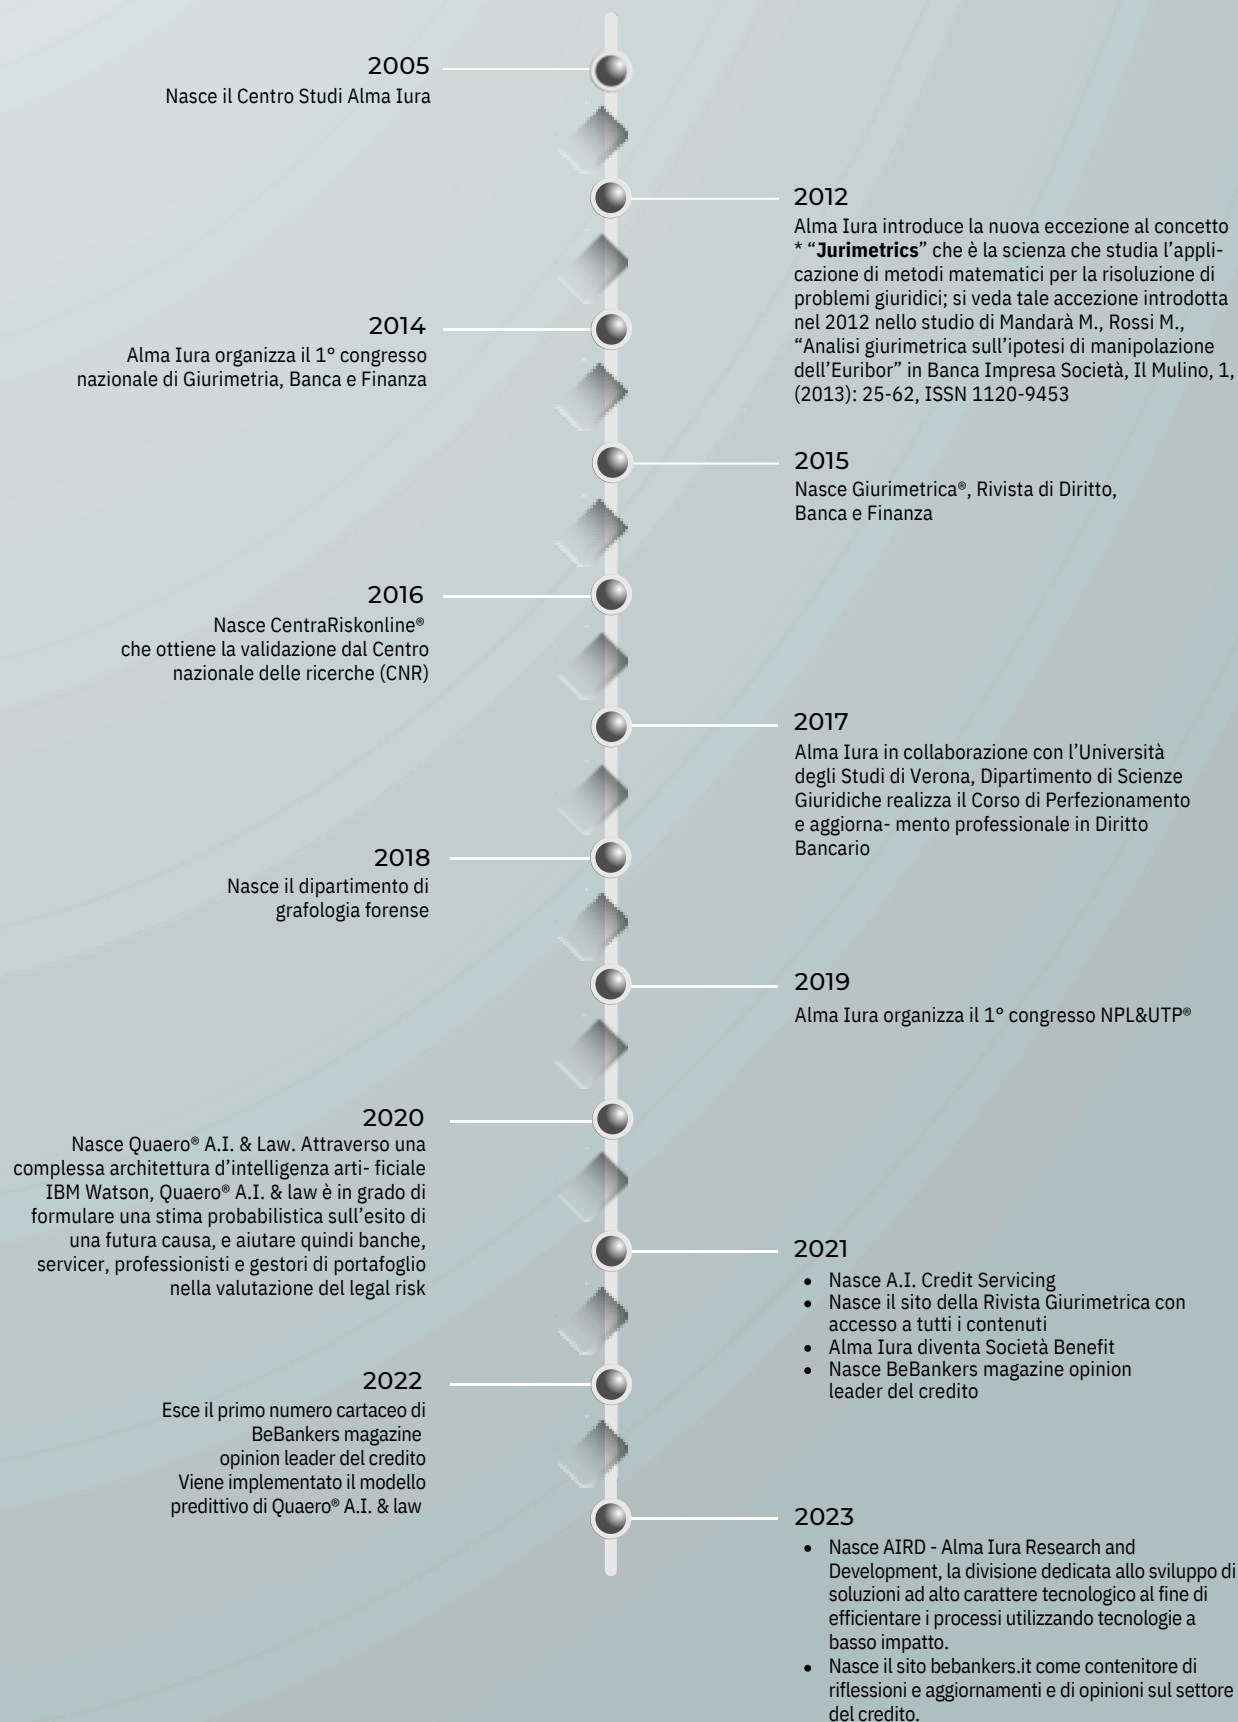 2005
Nasce il Centro Studi Alma Iura
2012
Alma Iura introduce la nuova eccezione al concetto
* “Jurimetrics” che è la scienza che studia l’appli-
cazione di metodi matematici per la risoluzione di
problemi giuridici; si veda tale accezione introdotta
nel 2012 nello studio di Mandarà M., Rossi M.,
“Analisi giurimetrica sull’ipotesi di manipolazione
dell’Euribor” in Banca Impresa Società, Il Mulino, 1,
(2013): 25-62, ISSN 1120-9453
2014
Alma Iura organizza il 1° congresso
nazionale di Giurimetria, Banca e Finanza
2015
Nasce Giurimetrica®, Rivista di Diritto,
Banca e Finanza
2016
Nasce CentraRiskonline®
che ottiene la validazione dal Centro
nazionale delle ricerche (CNR)
2017
Alma Iura in collaborazione con l’Università
degli Studi di Verona, Dipartimento di Scienze
Giuridiche realizza il Corso di Perfezionamento
e aggiorna- mento professionale in Diritto
Bancario
2018
Nasce il dipartimento di
grafologia forense
2019
Alma Iura organizza il 1° congresso NPL&UTP®
2020
Nasce Quaero® A.I. & Law. Attraverso una
complessa architettura d’intelligenza arti- ficiale
IBM Watson, Quaero® A.I. & law è in grado di
formulare una stima probabilistica sull’esito di
una futura causa, e aiutare quindi banche,
servicer, professionisti e gestori di portafoglio
nella valutazione del legal risk
2021
• Nasce A.I. Credit Servicing
• Nasce il sito della Rivista Giurimetrica con
accesso a tutti i contenuti
• Alma Iura diventa Società Benefit
• Nasce BeBankers magazine opinion
leader del credito
2022
Esce il primo numero cartaceo di
BeBankers magazine
opinion leader del credito
Viene implementato il modello
predittivo di Quaero® A.I. & law
2023
• Nasce AIRD - Alma Iura Research and
Development, la divisione dedicata allo sviluppo di
soluzioni ad alto carattere tecnologico al fine di
efficientare i processi utilizzando tecnologie a
basso impatto.
• Nasce il sito bebankers.it come contenitore di
riflessioni e aggiornamenti e di opinioni sul settore
del credito.